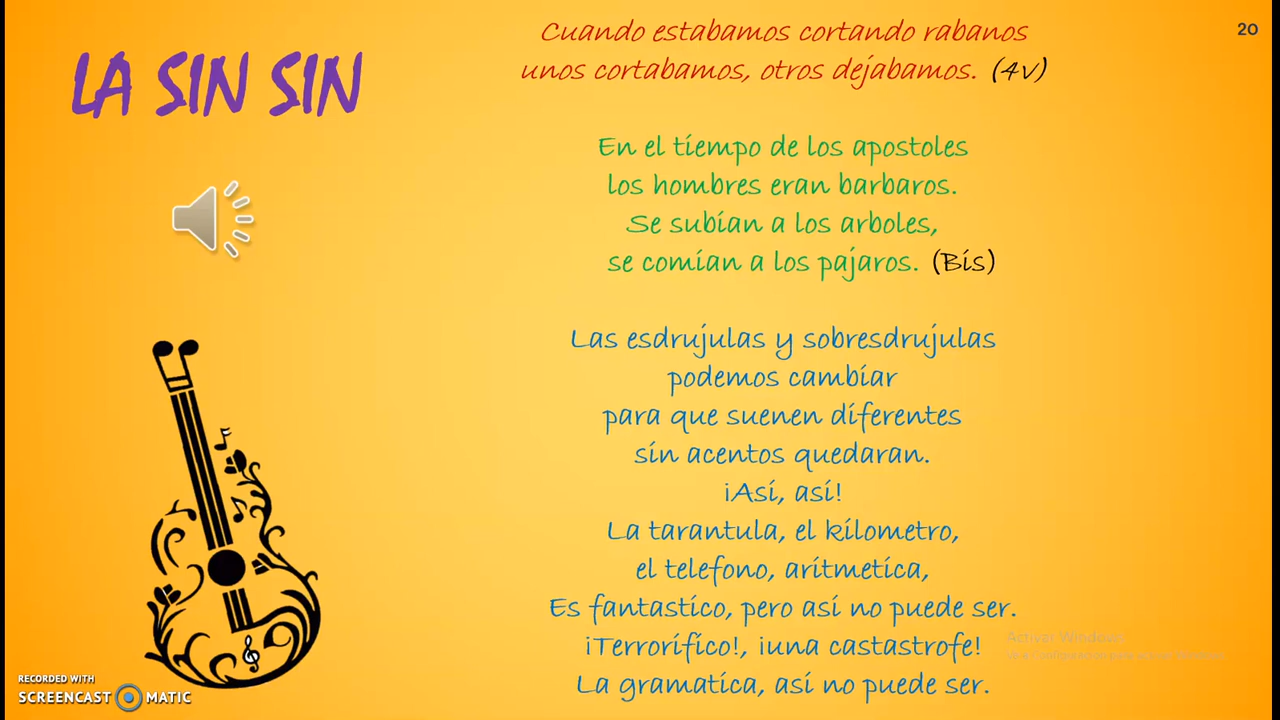 20
LA SIN SIN
Cuando estabamos cortando rabanos
unos cortabamos, otros dejabamos. (4v)
En el tiempo de los apostoles
los hombres eran barbaros.
Se subían a los arboles,
se comían a los pajaros. (Bis)
Las esdrujulas y sobresdrujulas
podemos cambiar
para que suenen diferentes
sin acentos quedaran.
¡Así, así!
La tarantula, el kilometro,
el telefono, aritmetica,
Es fantastico, pero así no puede ser.
¡Terrorífico!, ¡una castastrofe!
La gramatica, así no puede ser.
Activar Windows
RECORDED WITH
SCREENCAST MATIC